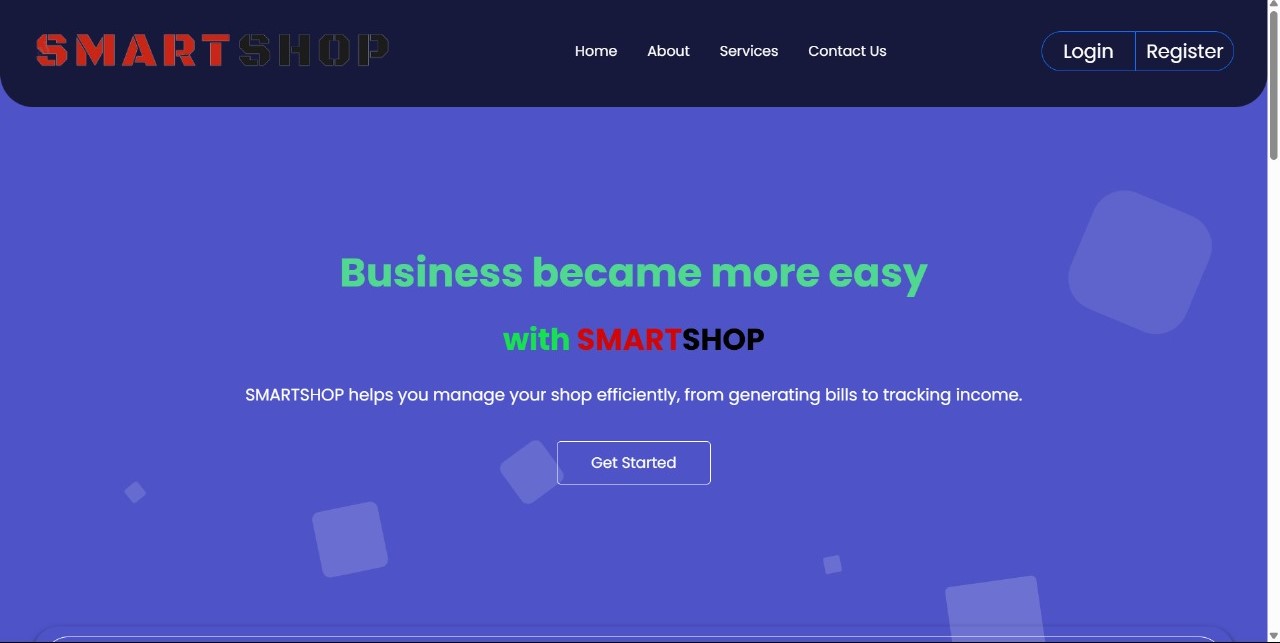 SMARTSHOP
Home About Services Contact Us
Login Register
Business became more easy
with SMARTSHOP
SMARTSHOP helps you manage your shop efficiently, from generating bills to tracking income.
Get Started